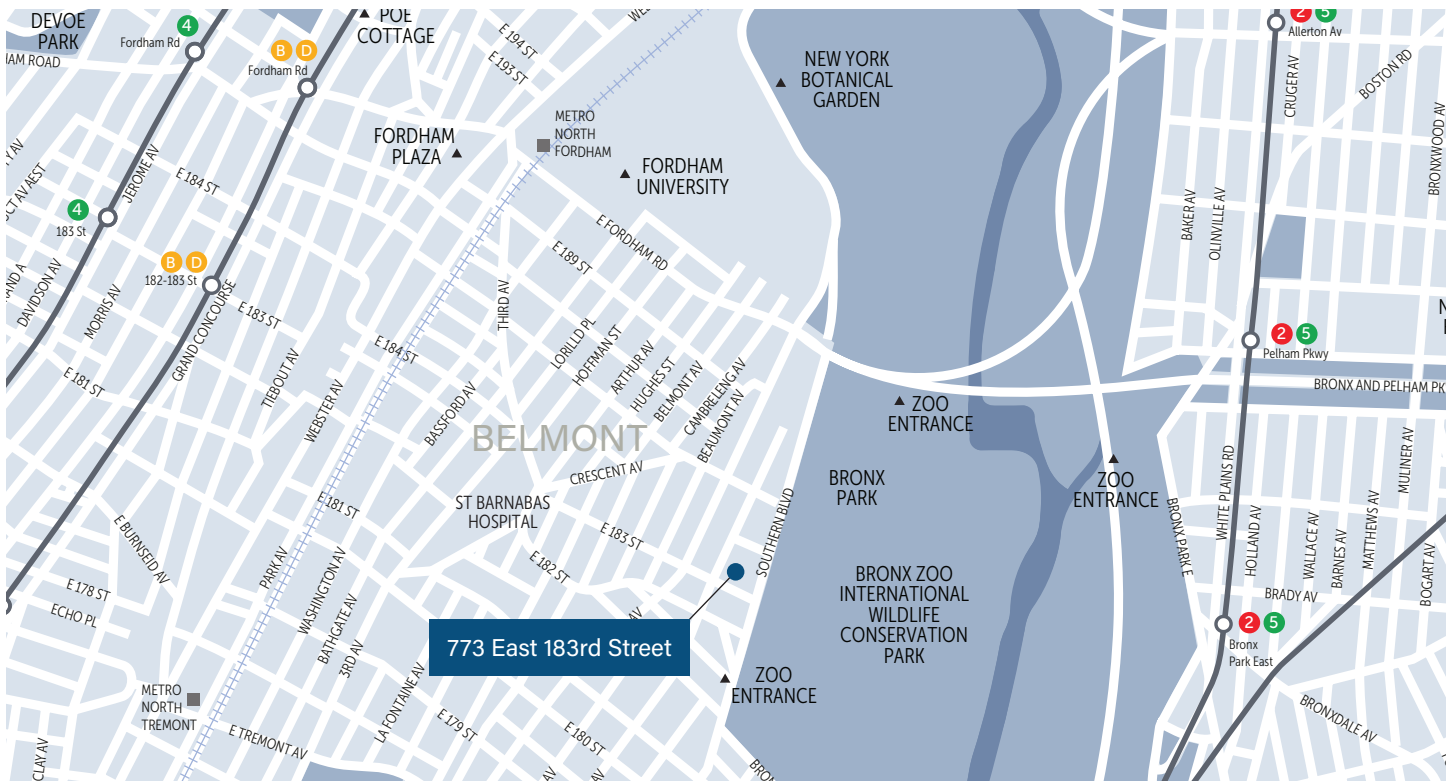 DEVOE
PARK
4
Fordham Rd
B D
Fordham Rd
POE
COTTAGE
E 194 ST
E 193 ST
NEW YORK
BOTANICAL
GARDEN
2 5
Allerton Av
CRUGER AV
BOSTON RD
BRONXWOOD AV
METRO
NORTH
FORDHAM
FORDHAM
PLAZA
FORDHAM
UNIVERSITY
JEROME AV
E 184 ST
4
183 St
B D
182-183 St
DAVIDSON AV
MORRIS AV
GRAND CONCOURSE
E 183 ST
E 181 ST
TIEBOUT AV
WEBSTER AV
E 184 ST
THIRD AV
E 189 ST
E FORDHAM RD
LORILLD PL
HOFFMAN ST
ARTHUR AV
HUGHES ST
BELMONT AV
CAMBRELENG AV
BEAUMONT AV
BASSFORD AV
BELMONT
CRESCENT AV
ST BARNABAS
HOSPITAL
BAKER AV
OLINVILLE AV
2 5
Pelham Pkwy
BRONX AND PELHAM PK
ZOO
ENTRANCE
ZOO
ENTRANCE
BRONX
PARK
BRONX ZOO
INTERNATIONAL
WILDLIFE
CONSERVATION
PARK
SOUTHERN BLVD
BRONX PARK E
WHITE PLAINS RD
HOLLAND AV
WALLACE AV
BARNES AV
MATTHEWS AV
MULINER AV
BOGART AV
BRADY AV
2 5
Bronx
Park East
BRONXDALE AV
E 181 ST
E 183 ST
E 182 ST
E BURNSEID AV
PARK AV
WASHINGTON AV
BATHGATE AV
3RD AV
LA FONTAINE AV
AV
E 178 ST
ECHO PL
773 East 183rd Street
ZOO
ENTRANCE
METRO
NORTH
TREMONT
E TREMONT AV
E 179 ST
E 180 ST
AV
AV
CLAY AV